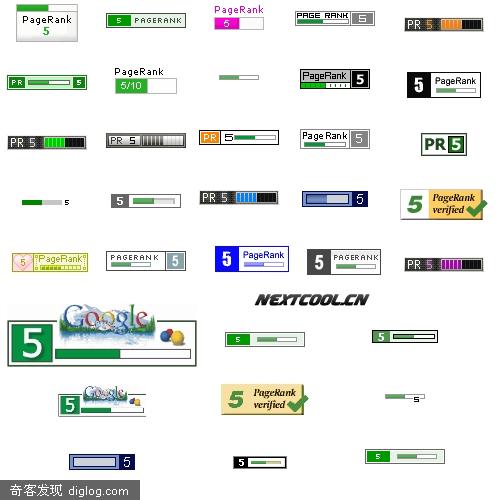 PageRank
5
5 PAGERANK
PageRank
5
PAGE RANK
5
PR 5
PR 5
PageRank
5/10
PageRank
5
5 PageRank
PR 5
PR 5
PR 5
PageRank
5
PR 5
5
5
PR 5
5
5 PageRank
verified
5 PageRank
PAGERANK
5
5 PageRank
5 PAGERANK
PR 5
NEXTCOOL.CN
Google
5
5
5
Google
5
5 PageRank
verified
5
5
5
5
奇客发现 diglog.com